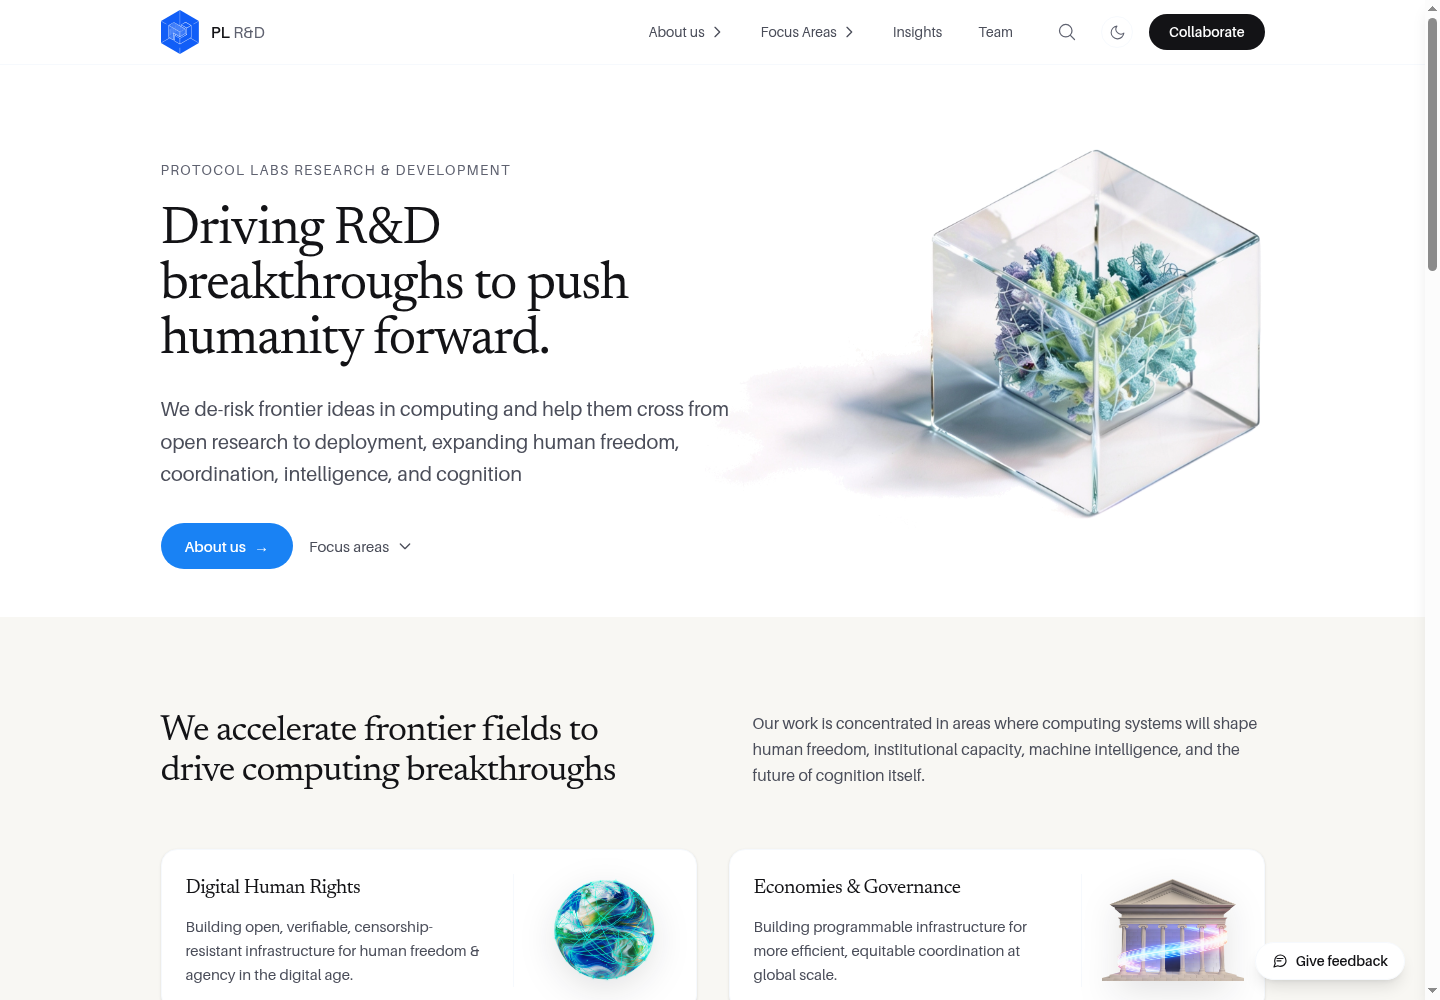 PL R&D
About us
Focus Areas
Insights
Team
Collaborate
PROTOCOL LABS RESEARCH & DEVELOPMENT
Driving R&D
breakthroughs to push
humanity forward.
We de-risk frontier ideas in computing and help them cross from
open research to deployment, expanding human freedom,
coordination, intelligence, and cognition
About us →
Focus areas
We accelerate frontier fields to
drive computing breakthroughs
Our work is concentrated in areas where computing systems will shape
human freedom, institutional capacity, machine intelligence, and the
future of cognition itself.
Digital Human Rights
Building open, verifiable, censorship-
resistant infrastructure for human freedom &
agency in the digital age.
Economies & Governance
Building programmable infrastructure for
more efficient, equitable coordination at
global scale.
Give feedback